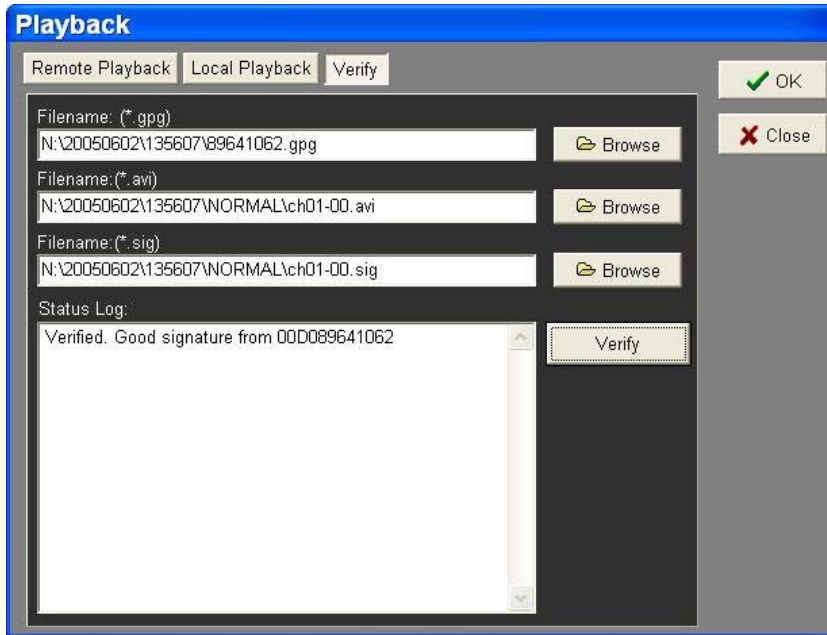 Playback
Remote Playback Local Playback Verify
OK
Close
Filename: (*.gpg)
N:\20050602\135607\89641062.gpg Browse
Filename:(*.avi)
N:\20050602\135607\NORMAL\ch01-00.avi Browse
Filename:(*.sig)
N:\20050602\135607\NORMAL\ch01-00.sig Browse
Status Log:
Verified. Good signature from 00D089641062
Verify